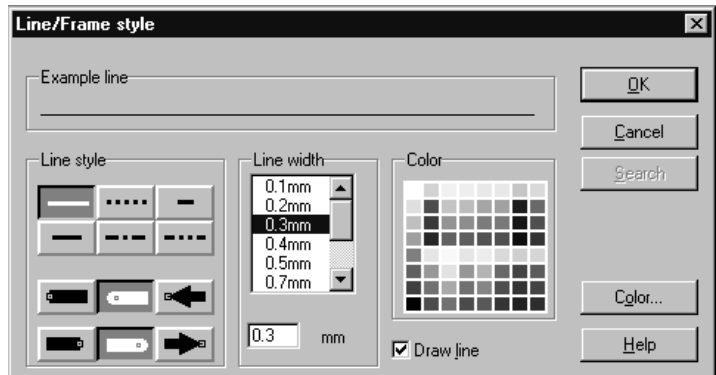 Line/Frame style
Example line
OK
Cancel
Search
Line style
Line width
Color
0.1mm
0.2mm
0.3mm
0.4mm
0.5mm
0.7mm
0.3 mm
Draw line
Color...
Help